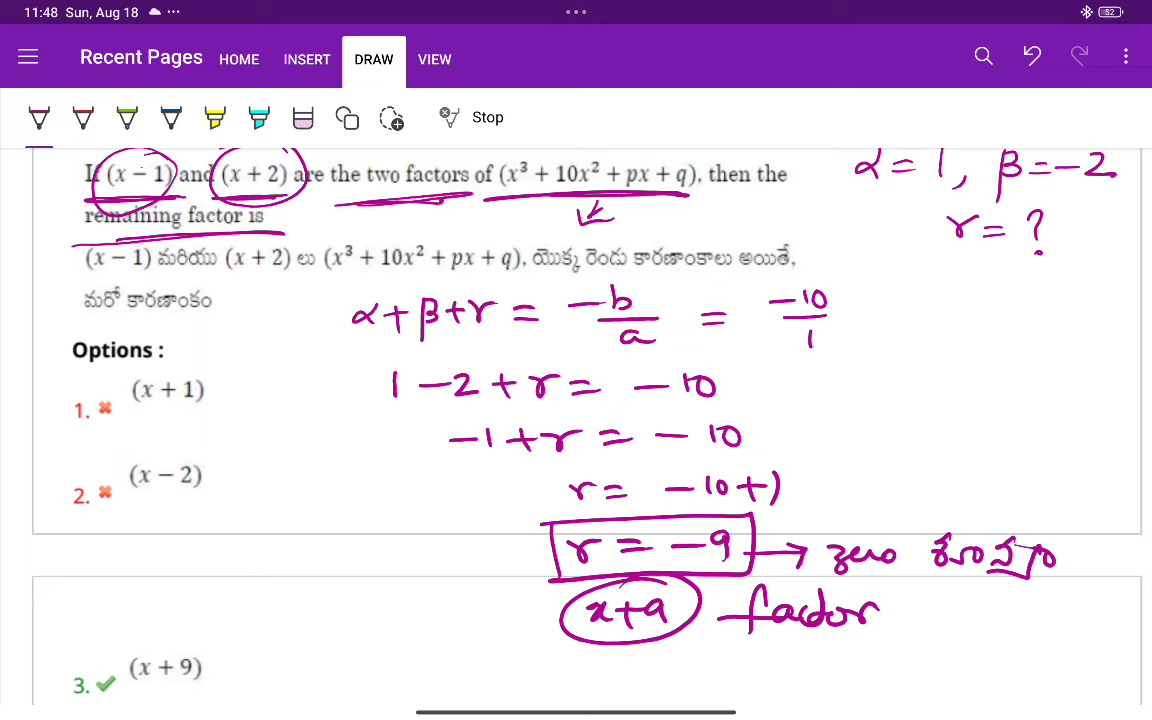 11:48 Sun, Aug 18
52
Recent Pages HOME INSERT DRAW VIEW
Stop
If (x − 1) and (x + 2) are the two factors of (x³ + 10x² + px + q), then the
remaining factor is
(x − 1) మరియు (x + 2) లు (x³ + 10x² + px + q), యొక్క రెండు కారణాంకాలు అయితే,
మరో కారణాంకం
α = 1, β = −2
r = ?
α + β + r = −b/a = −10/1
1 − 2 + r = −10
−1 + r = −10
r = −10 + 1
r = −9 → zero
x + 9 factor
Options :
1. (x + 1)
2. (x − 2)
3. (x + 9)